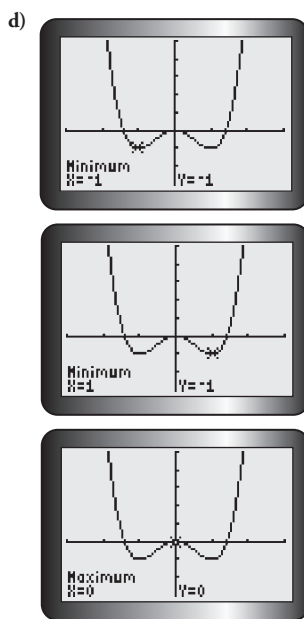 d)
Minimum
X=-1 Y=-1
Minimum
X=1 Y=-1
Maximum
X=0 Y=0